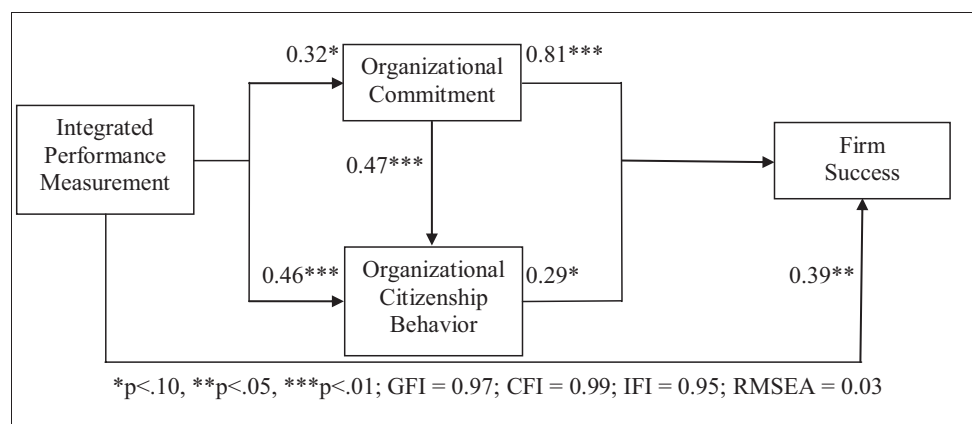 0.32*
Organizational
Commitment
0.81***
Integrated
Performance
Measurement
0.47***
Firm
Success
0.46***
Organizational
Citizenship
Behavior
0.29*
0.39**
*p<.10, **p<.05, ***p<.01; GFI = 0.97; CFI = 0.99; IFI = 0.95; RMSEA = 0.03